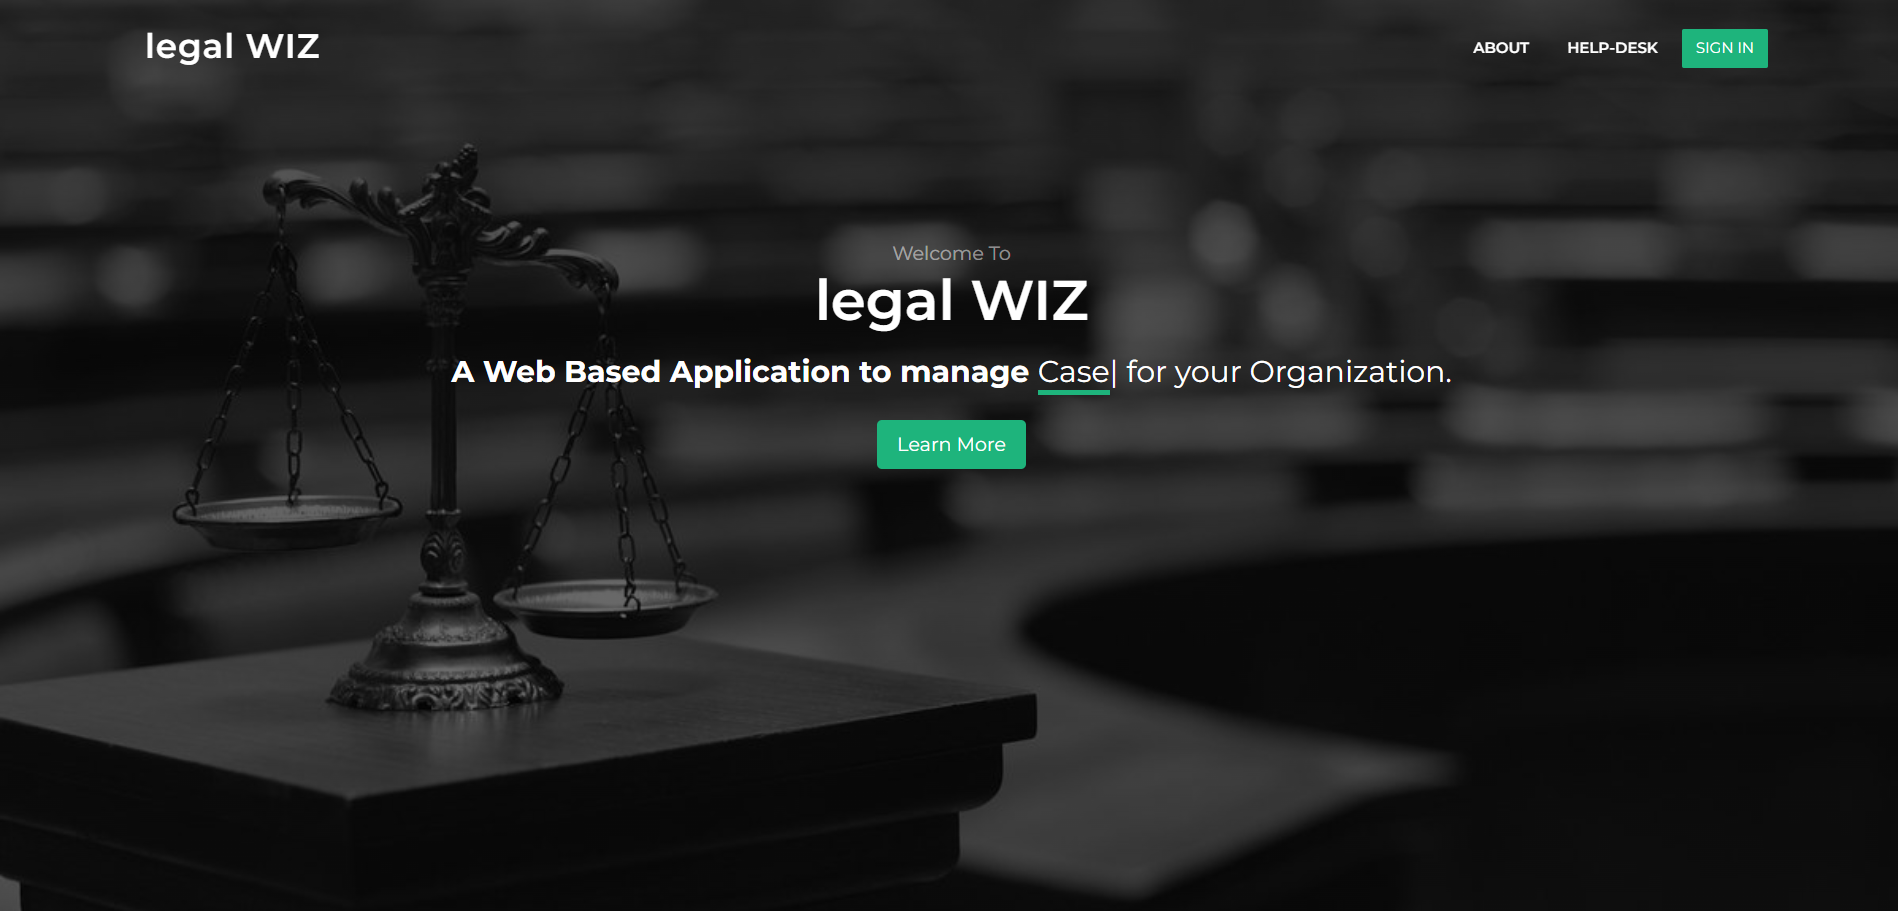 legal WIZ
ABOUT HELP-DESK SIGN IN
Welcome To
legal WIZ
A Web Based Application to manage Case| for your Organization.
Learn More